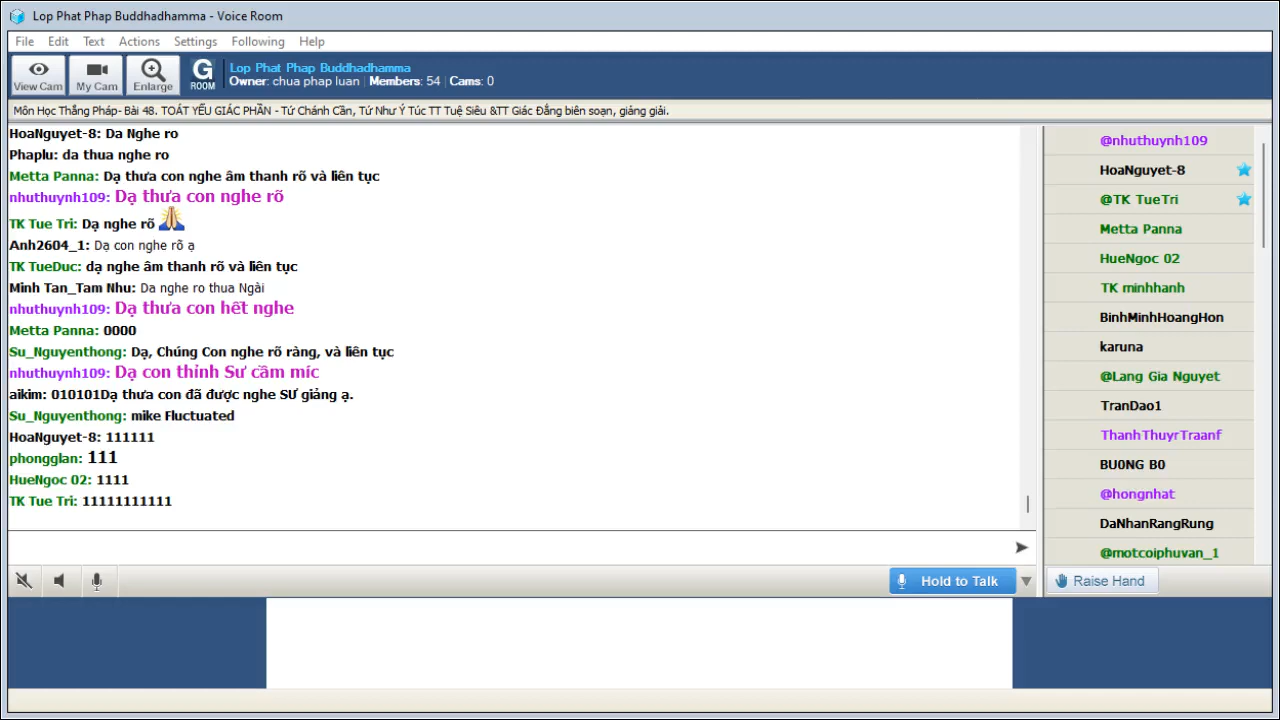 Lop Phat Phap Buddhadhamma - Voice Room
File Edit Text Actions Settings Following Help
View Cam My Cam Enlarge G ROOM
Lop Phat Phap Buddhadhamma
Owner: chua phap luan Members: 54 Cams: 0
Môn Học Thắng Pháp- Bài 48. TOÁT YẾU GIÁC PHẦN - Tứ Chánh Cần, Tứ Như Ý Túc TT Tuệ Siêu &TT Giác Đẳng biên soạn, giảng giải.
HoaNguyet-8: Da Nghe ro
Phaplu: da thua nghe ro
Metta Panna: Dạ thưa con nghe âm thanh rõ và liên tục
nhuthuynh109: Dạ thưa con nghe rõ
TK Tue Tri: Dạ nghe rõ
Anh2604_1: Dạ con nghe rõ ạ
TK TueDuc: dạ nghe âm thanh rõ và liên tục
Minh Tan_Tam Nhu: Da nghe ro thua Ngài
nhuthuynh109: Dạ thưa con hết nghe
Metta Panna: 0000
Su_Nguyenthong: Dạ, Chúng Con nghe rõ ràng, và liên tục
nhuthuynh109: Dạ con thỉnh Sư cầm míc
aikim: 010101Dạ thưa con đã được nghe SƯ giảng ạ.
Su_Nguyenthong: mike Fluctuated
HoaNguyet-8: 111111
phongglan: 111
HueNgoc 02: 1111
TK Tue Tri: 11111111111
@nhuthuynh109
HoaNguyet-8
@TK TueTri
Metta Panna
HueNgoc 02
TK minhhanh
BinhMinhHoangHon
karuna
@Lang Gia Nguyet
TranDao1
ThanhThuyrTraanf
BU0NG B0
@hongnhat
DaNhanRangRung
@motcoiphuvan_1
Hold to Talk
Raise Hand